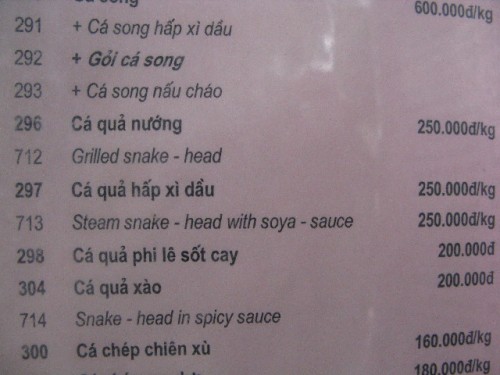 Cá song 600.000đ/kg
291 + Cá song hấp xì dầu
292 + Gỏi cá song
293 + Cá song nấu cháo
296 Cá quả nướng 250.000đ/kg
712 Grilled snake - head
297 Cá quả hấp xì dầu 250.000đ/kg
713 Steam snake - head with soya - sauce 250.000đ/kg
298 Cá quả phi lê sốt cay 200.000đ
304 Cá quả xào 200.000đ
714 Snake - head in spicy sauce
300 Cá chép chiên xù 160.000đ/kg
180.000đ/kg